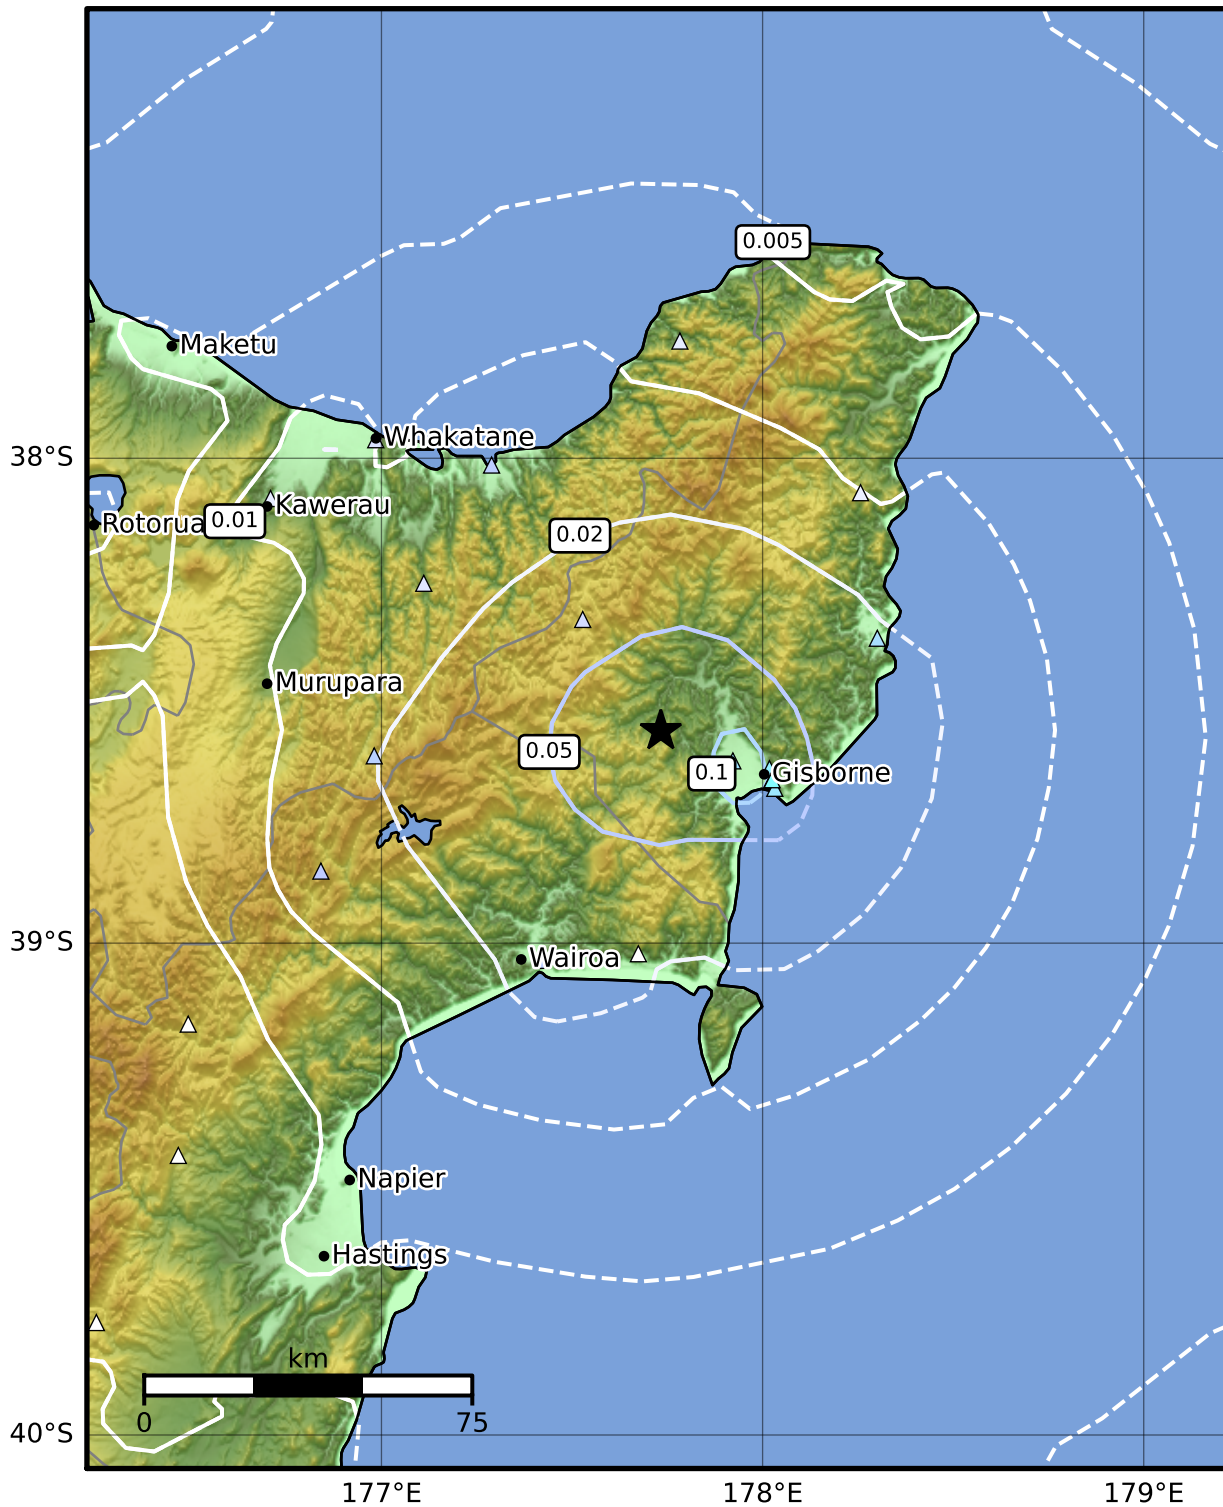 0.005
Maketu
Whakatane
38°S
Kawerau
Rotorua
0.01
0.02
Murupara
0.05
0.1
Gisborne
39°S
Wairoa
Napier
Hastings
km
0
75
40°S
177°E
178°E
179°E